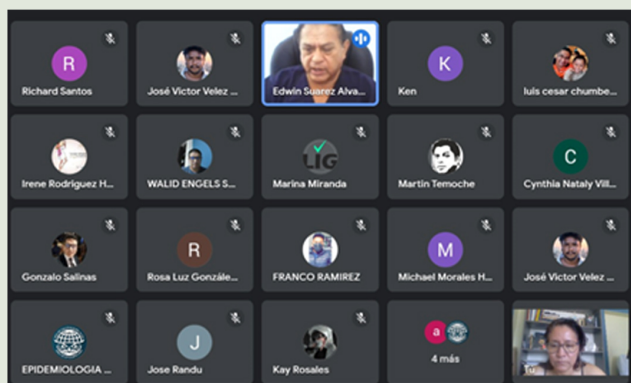 R
Richard Santos
José Victor Velez ...
Edwin Suarez Alva...
K
Ken
luis cesar chumbe...
Irene Rodriguez H...
WALID ENGELS S...
LIG
Marina Miranda
Martin Temoche
C
Cynthia Nataly Vill...
Gonzalo Salinas
R
Rosa Luz Gonzále...
FRANCO RAMIREZ
M
Michael Morales H...
José Victor Velez ...
EPIDEMIOLOGIA ...
J
Jose Randu
Kay Rosales
a
4 más
Tú